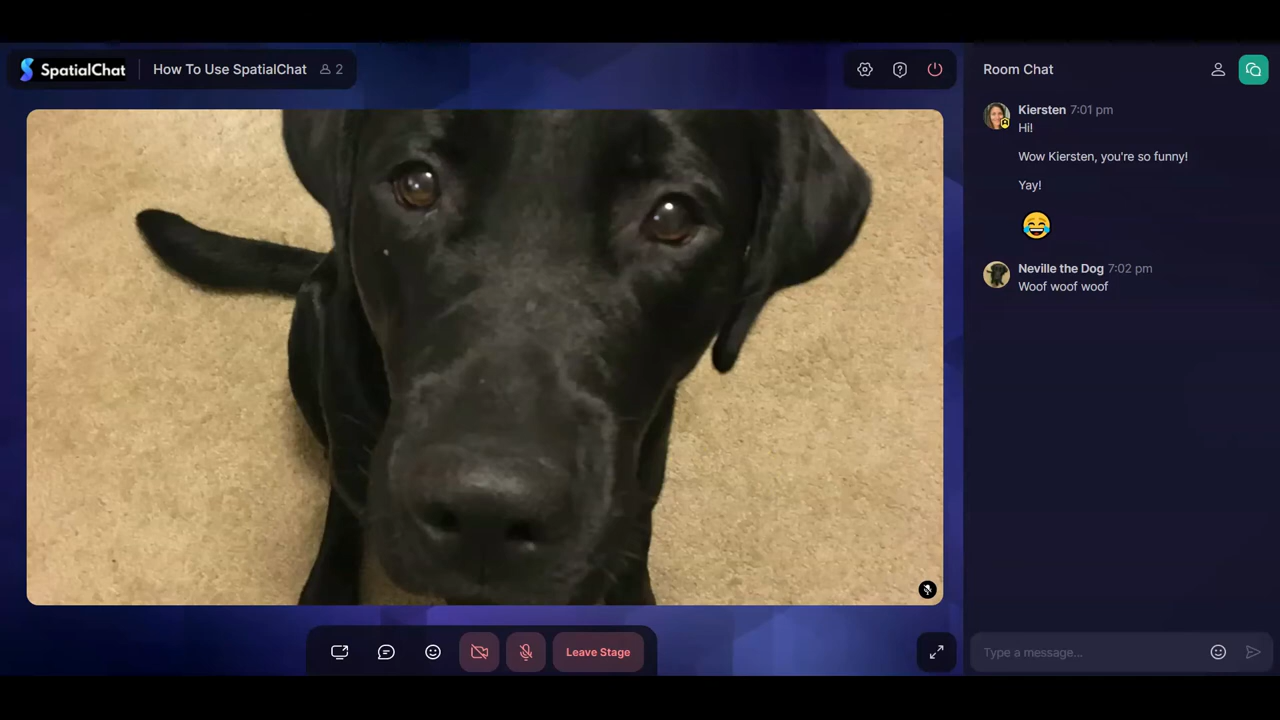 SpatialChat
How To Use SpatialChat
2
Room Chat
Kiersten 7:01 pm
Hi!
Wow Kiersten, you're so funny!
Yay!
Neville the Dog 7:02 pm
Woof woof woof
Leave Stage
Type a message...